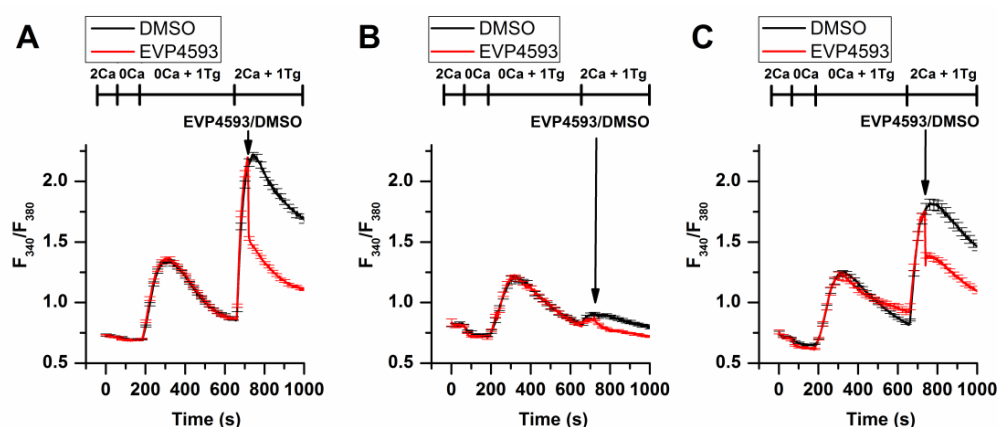 A
DMSO
EVP4593
2Ca 0Ca 0Ca + 1Tg 2Ca + 1Tg
EVP4593/DMSO
2.0
1.5
1.0
0.5
F340/F380
0 200 400 600 800 1000
Time (s)
B
DMSO
EVP4593
2Ca 0Ca 0Ca + 1Tg 2Ca + 1Tg
EVP4593/DMSO
2.0
1.5
1.0
0.5
F340/F380
0 200 400 600 800 1000
Time (s)
C
DMSO
EVP4593
2Ca 0Ca 0Ca + 1Tg 2Ca + 1Tg
EVP4593/DMSO
2.0
1.5
1.0
0.5
F340/F380
0 200 400 600 800 1000
Time (s)